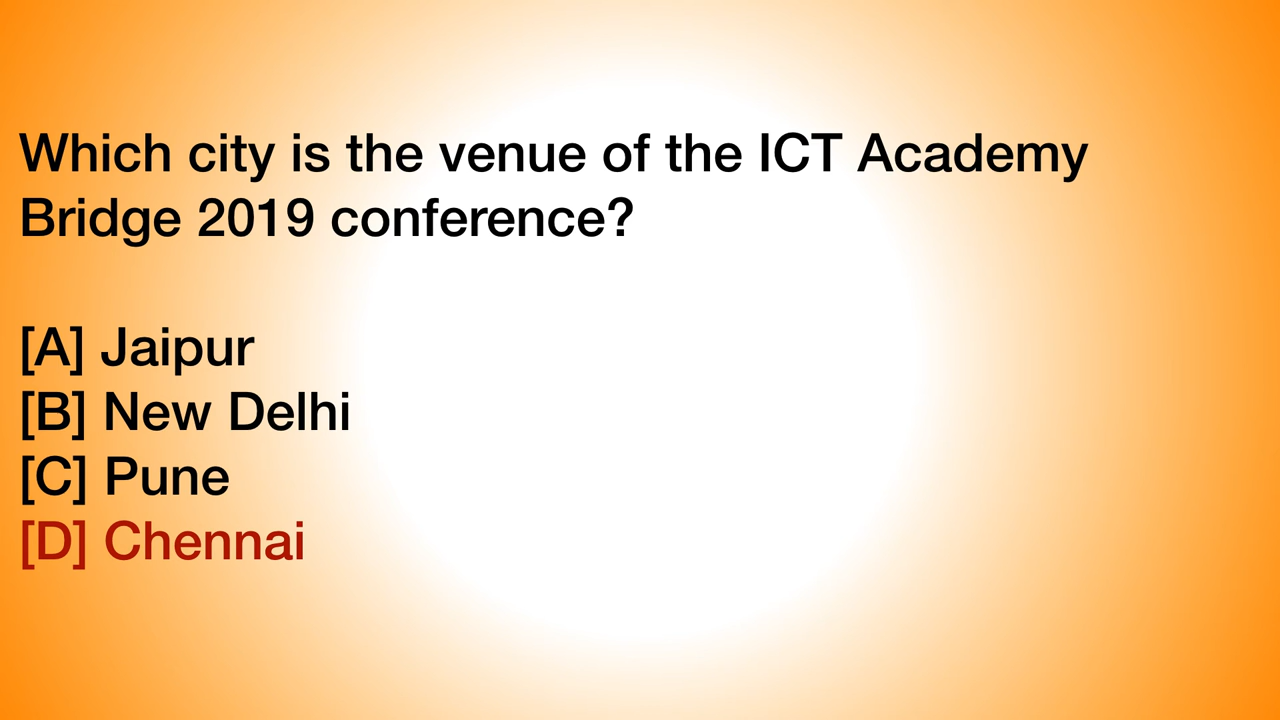 Which city is the venue of the ICT Academy
Bridge 2019 conference?
[A] Jaipur
[B] New Delhi
[C] Pune
[D] Chennai